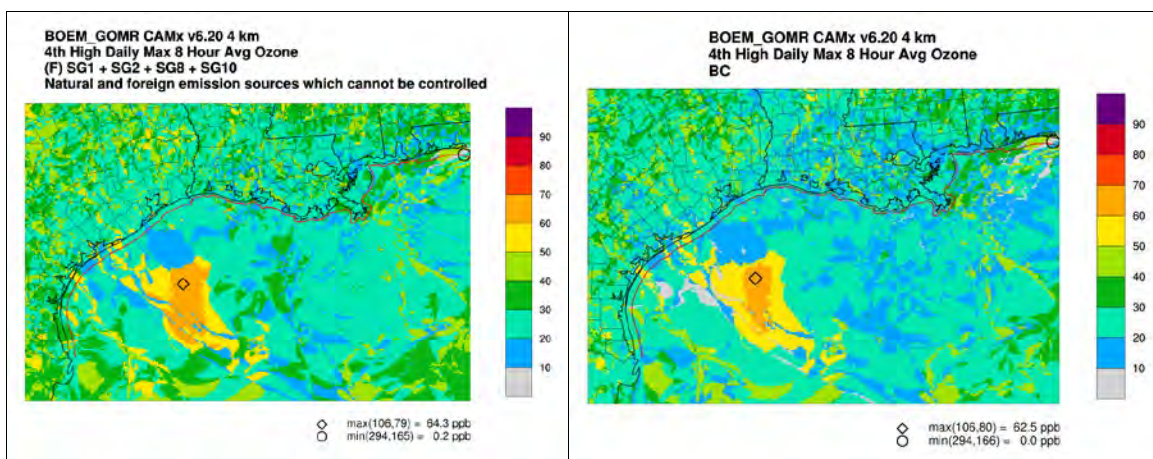 BOEM_GOMR CAMx v6.20 4 km
4th High Daily Max 8 Hour Avg Ozone
(F) SG1 + SG2 + SG8 + SG10
Natural and foreign emission sources which cannot be controlled
90
80
70
60
50
40
30
20
10
max(106,79) = 64.3 ppb
min(294,165) = 0.2 ppb
BOEM_GOMR CAMx v6.20 4 km
4th High Daily Max 8 Hour Avg Ozone
BC
90
80
70
60
50
40
30
20
10
max(106,80) = 62.5 ppb
min(294,166) = 0.0 ppb